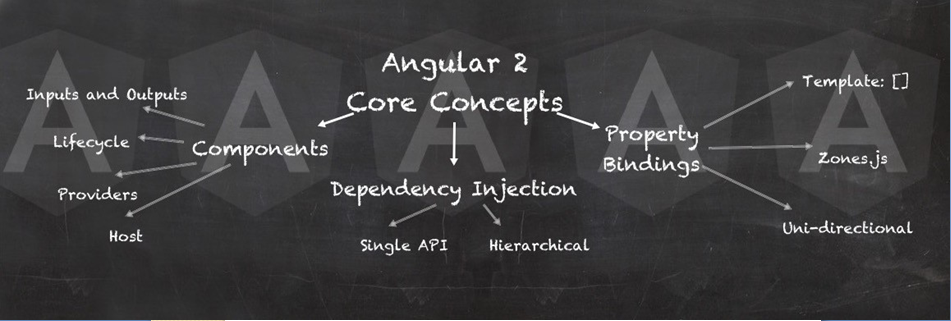 Angular 2
Core Concepts
Components
Inputs and Outputs
Lifecycle
Providers
Host
Dependency Injection
Single API
Hierarchical
Property
Bindings
Template: []
Zones.js
Uni-directional